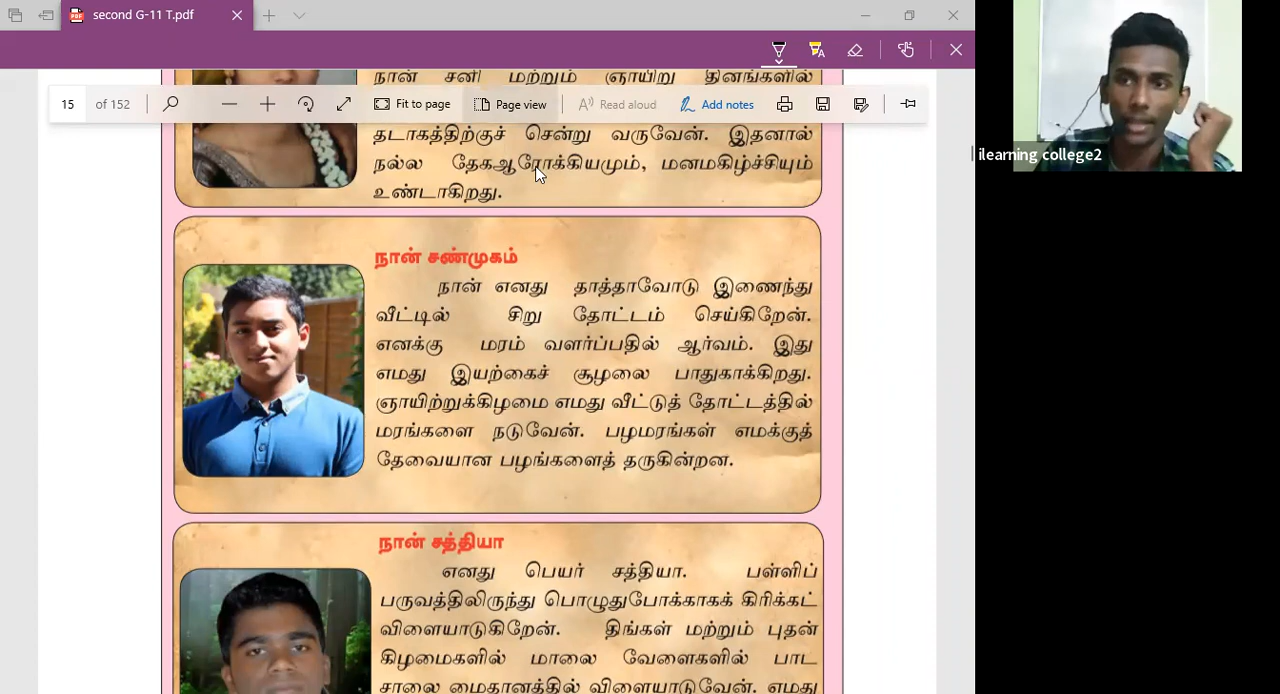 second G-11 T.pdf
நான் சனி மற்றும் ஞாயிறு தினங்களில்
15 of 152 Fit to page Page view Read aloud Add notes
தடாகத்திற்குச் சென்று வருவேன். இதனால்
நல்ல தேகஆரோக்கியமும், மனமகிழ்ச்சியும்
உண்டாகிறது.
நான் சண்முகம்
நான் எனது தாத்தாவோடு இணைந்து
வீட்டில் சிறு தோட்டம் செய்கிறேன்.
எனக்கு மரம் வளர்ப்பதில் ஆர்வம். இது
எமது இயற்கைச் சூழலை பாதுகாக்கிறது.
ஞாயிற்றுக்கிழமை எமது வீட்டுத் தோட்டத்தில்
மரங்களை நடுவேன். பழமரங்கள் எமக்குத்
தேவையான பழங்களைத் தருகின்றன.
நான் சத்தியா
எனது பெயர் சத்தியா. பள்ளிப்
பருவத்திலிருந்து பொழுதுபோக்காகக் கிரிக்கட்
விளையாடுகிறேன். திங்கள் மற்றும் புதன்
கிழமைகளில் மாலை வேளைகளில் பாட
சாலை மைதானத்தில் விளையாடுவேன். எமது
ilearning college2